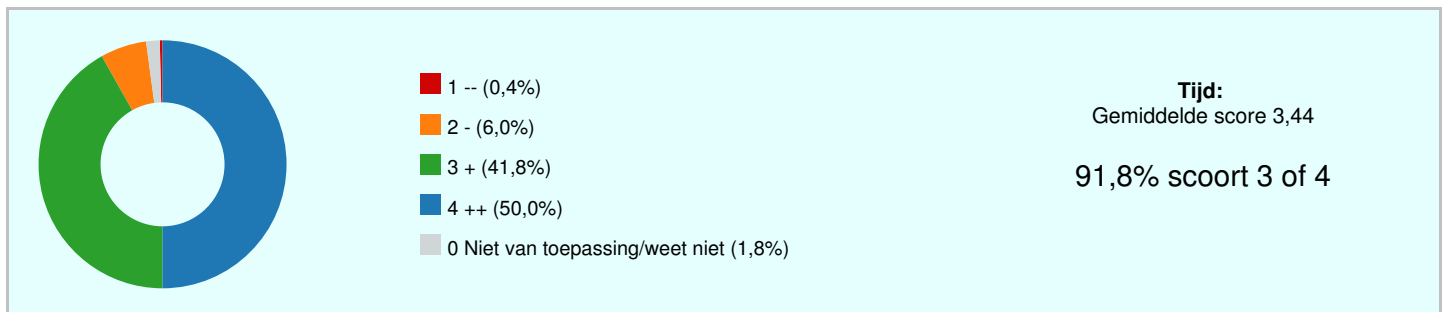 1 -- (0,4%)
2 - (6,0%)
3 + (41,8%)
4 ++ (50,0%)
0 Niet van toepassing/weet niet (1,8%)
Tijd:
Gemiddelde score 3,44
91,8% scoort 3 of 4